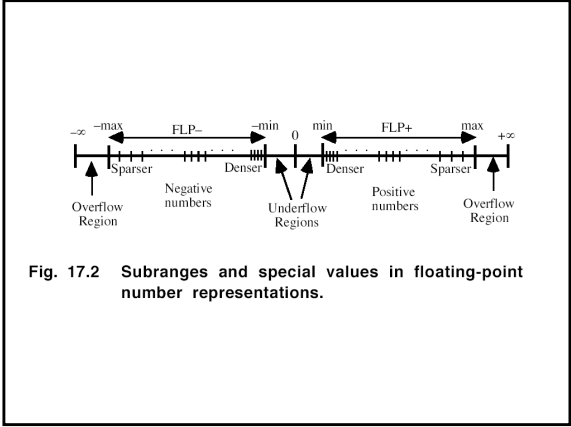 –∞ –max FLP– –min 0 min FLP+ max +∞
. . . . . . . . . . . .
Sparser Denser Denser Sparser
Negative numbers
Positive numbers
Overflow Region
Underflow Regions
Overflow Region
Fig. 17.2 Subranges and special values in floating-point
number representations.